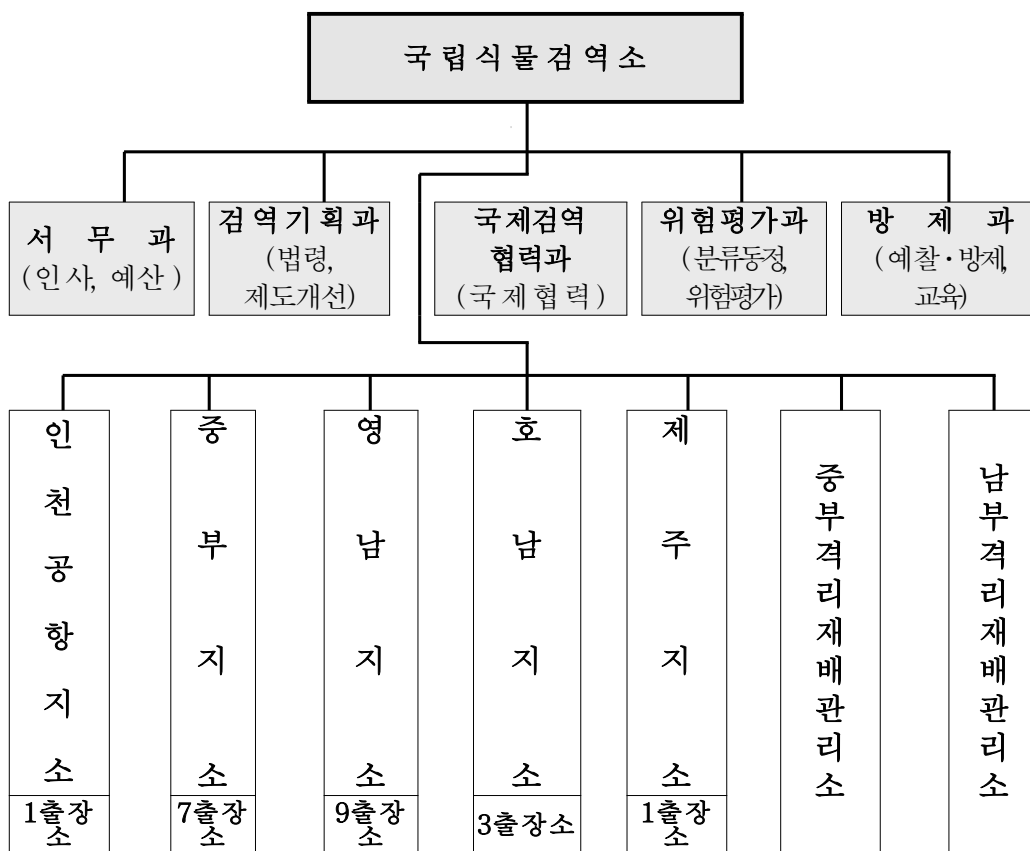 국립식물검역소
서 무 과
(인사, 예산)
검역기획과
(법령,
제도개선)
국제검역
협력과
(국제협력)
위험평가과
(분류동정,
위험평가)
방 제 과
(예찰·방제,
교육)
인천공항지소
1출장
소
중부지소
7출장
소
영남지소
9출장
소
호남지소
3출장소
제주지소
1출장
소
중부격리재배관리소
남부격리재배관리소